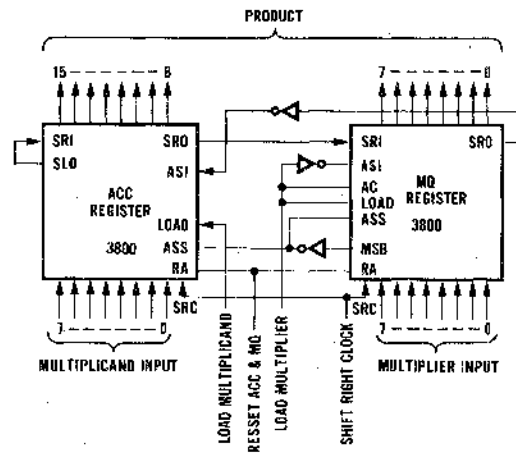 PRODUCT
15 8
7 0
SRI SRO
SLO
ASI
ACC
REGISTER
3800
LOAD
ASS
RA
SRI SRO
ASI
AC
LOAD
ASS
MQ
REGISTER
3800
MSB
RA
SRC
SRC
7 0
7 0
MULTIPLICAND INPUT
MULTIPLIER INPUT
LOAD MULTIPLICAND
RESSET ACC & MQ
LOAD MULTIPLIER
SHIFT RIGHT CLOCK